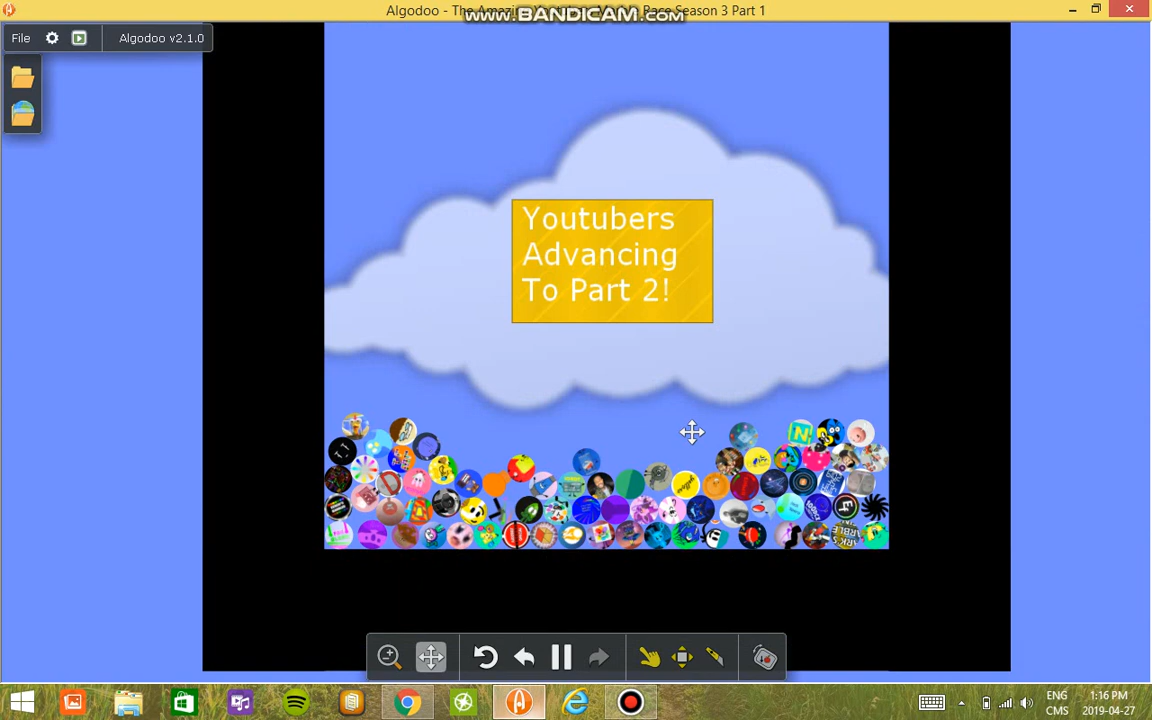 Algodoo - The Amazin
Race Season 3 Part 1
www.BANDICAM.com
File
Algodoo v2.1.0
Youtubers
Advancing
To Part 2!
ENG
CMS
1:16 PM
2019-04-27